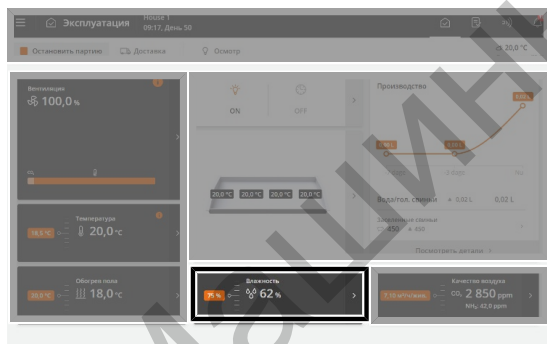 Эксплуатация
House 1
09:17, День 50
Остановить партию
Доставка
Осмотр
20,0 °C
Вентиляция
100,0 %
ON
OFF
Производство
0,02 L
20,0 °C 20,0 °C 20,0 °C 20,0 °C
Вода/гол. свиньи
0,02 L
0,02 L
450
Посмотреть детали
Температура
18,0 °C
20,0 °C
Обогрев пола
20,0 °C
18,0 °C
Влажность
75 %
62 %
Качество воздуха
CO₂ 2 850 ppm
NH₃: 42,0 ppm